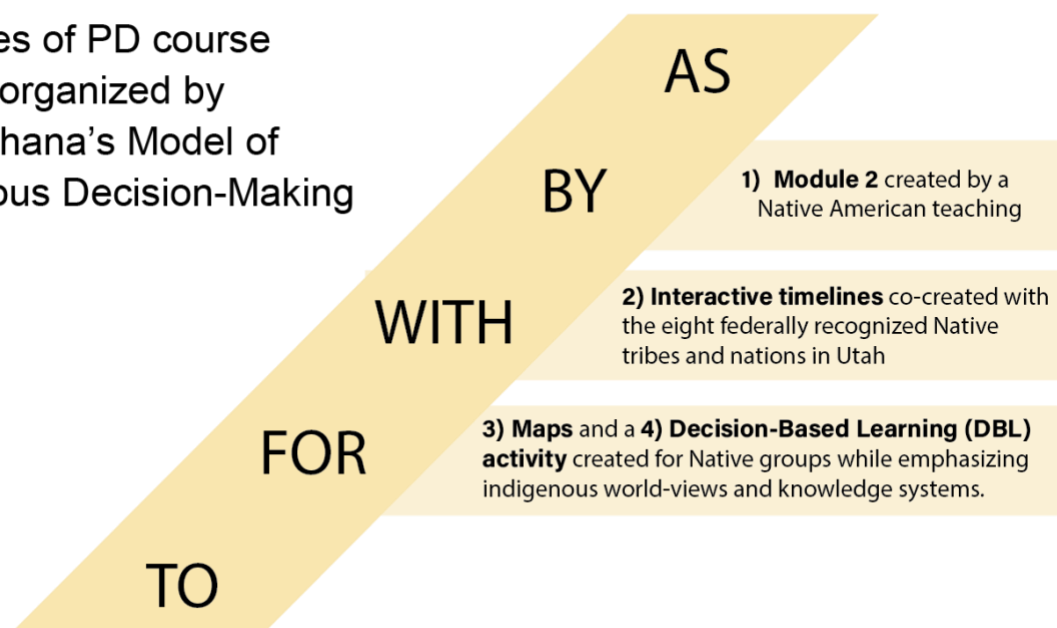 es of PD course
organized by
hana's Model of
ous Decision-Making
AS
BY
1) Module 2 created by a
Native American teaching
WITH
2) Interactive timelines co-created with
the eight federally recognized Native
tribes and nations in Utah
FOR
3) Maps and a 4) Decision-Based Learning (DBL)
activity created for Native groups while emphasizing
indigenous world-views and knowledge systems.
TO